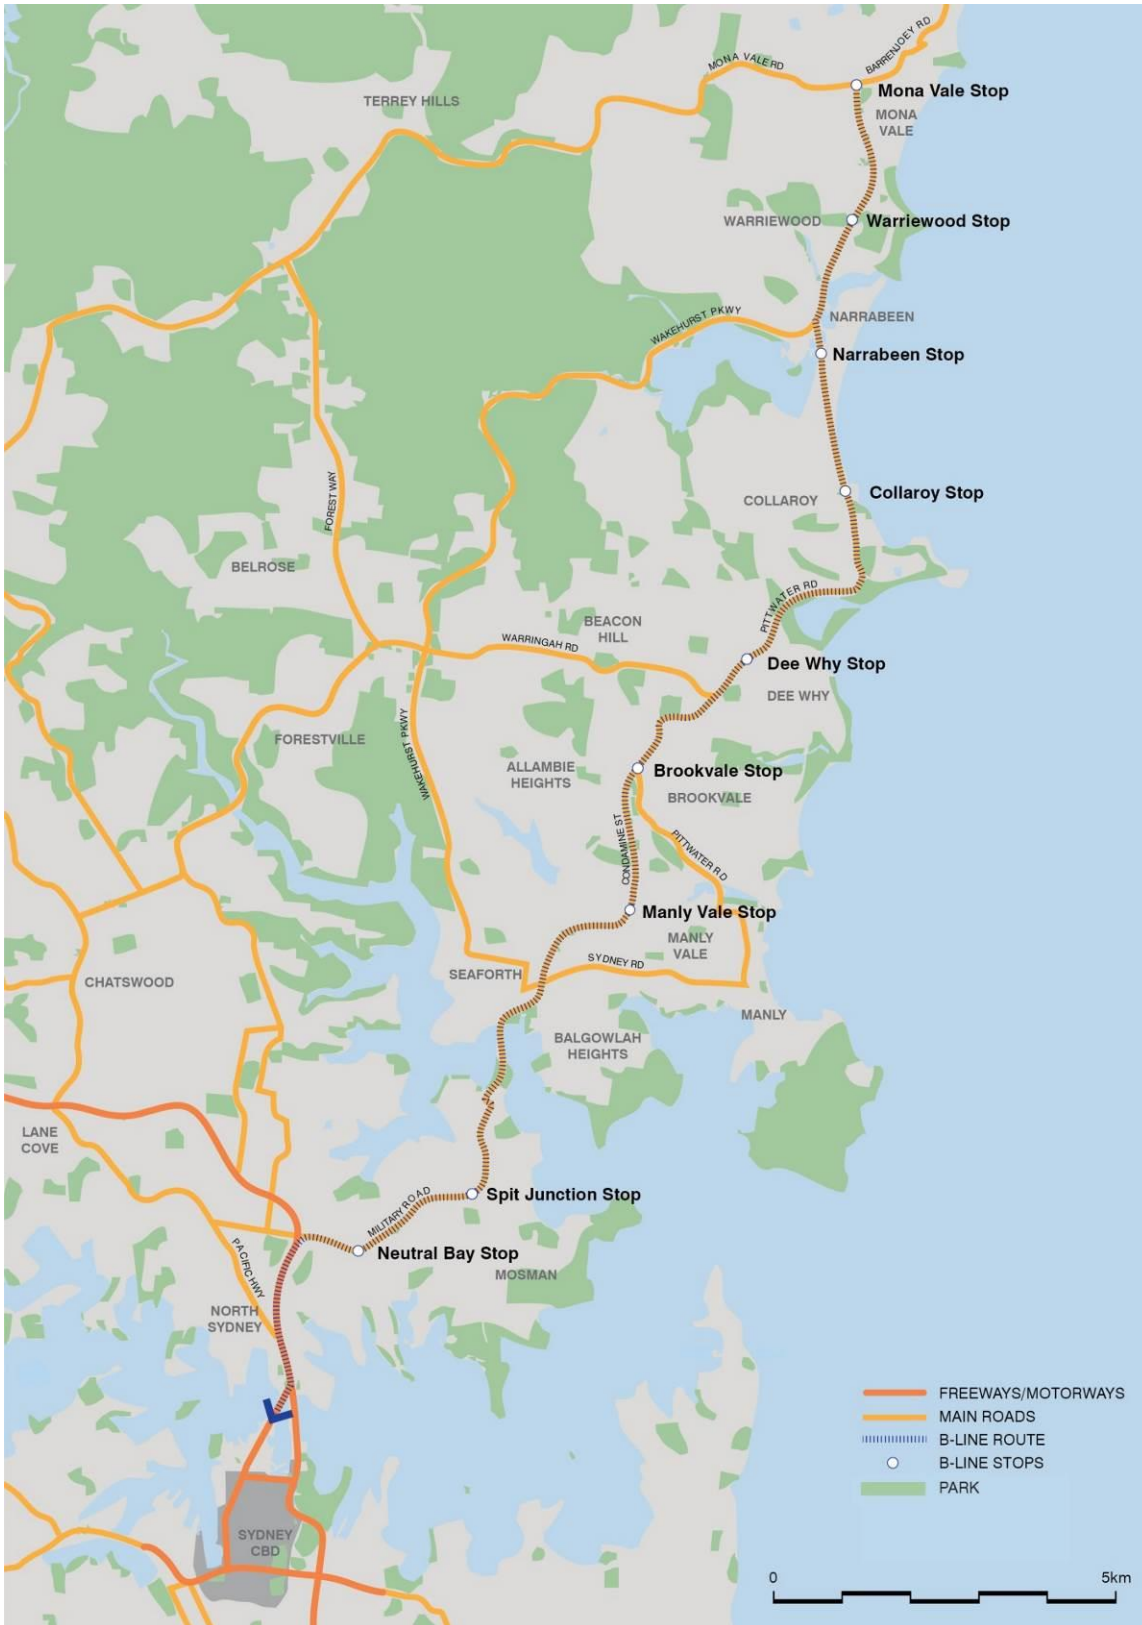 BARRENJOEY RD
MONA VALE RD
Mona Vale Stop
TERREY HILLS
MONA
VALE
WARRIEWOOD
Warriewood Stop
WAKEHURST PKWY
NARRABEEN
Narrabeen Stop
FOREST WAY
COLLAROY
Collaroy Stop
BELROSE
PITTWATER RD
BEACON
HILL
WARRINGAH RD
Dee Why Stop
DEE WHY
FORESTVILLE
WAKEHURST PKWY
ALLAMBIE
HEIGHTS
Brookvale Stop
BROOKVALE
CONDAMINE ST
PITTWATER RD
Manly Vale Stop
MANLY
VALE
SYDNEY RD
SEAFORTH
CHATSWOOD
MANLY
BALGOWLAH
HEIGHTS
LANE
COVE
MILITARY ROAD
Spit Junction Stop
PACIFIC HWY
Neutral Bay Stop
MOSMAN
NORTH
SYDNEY
FREEWAYS/MOTORWAYS
MAIN ROADS
B-LINE ROUTE
B-LINE STOPS
PARK
SYDNEY
CBD
0 5km